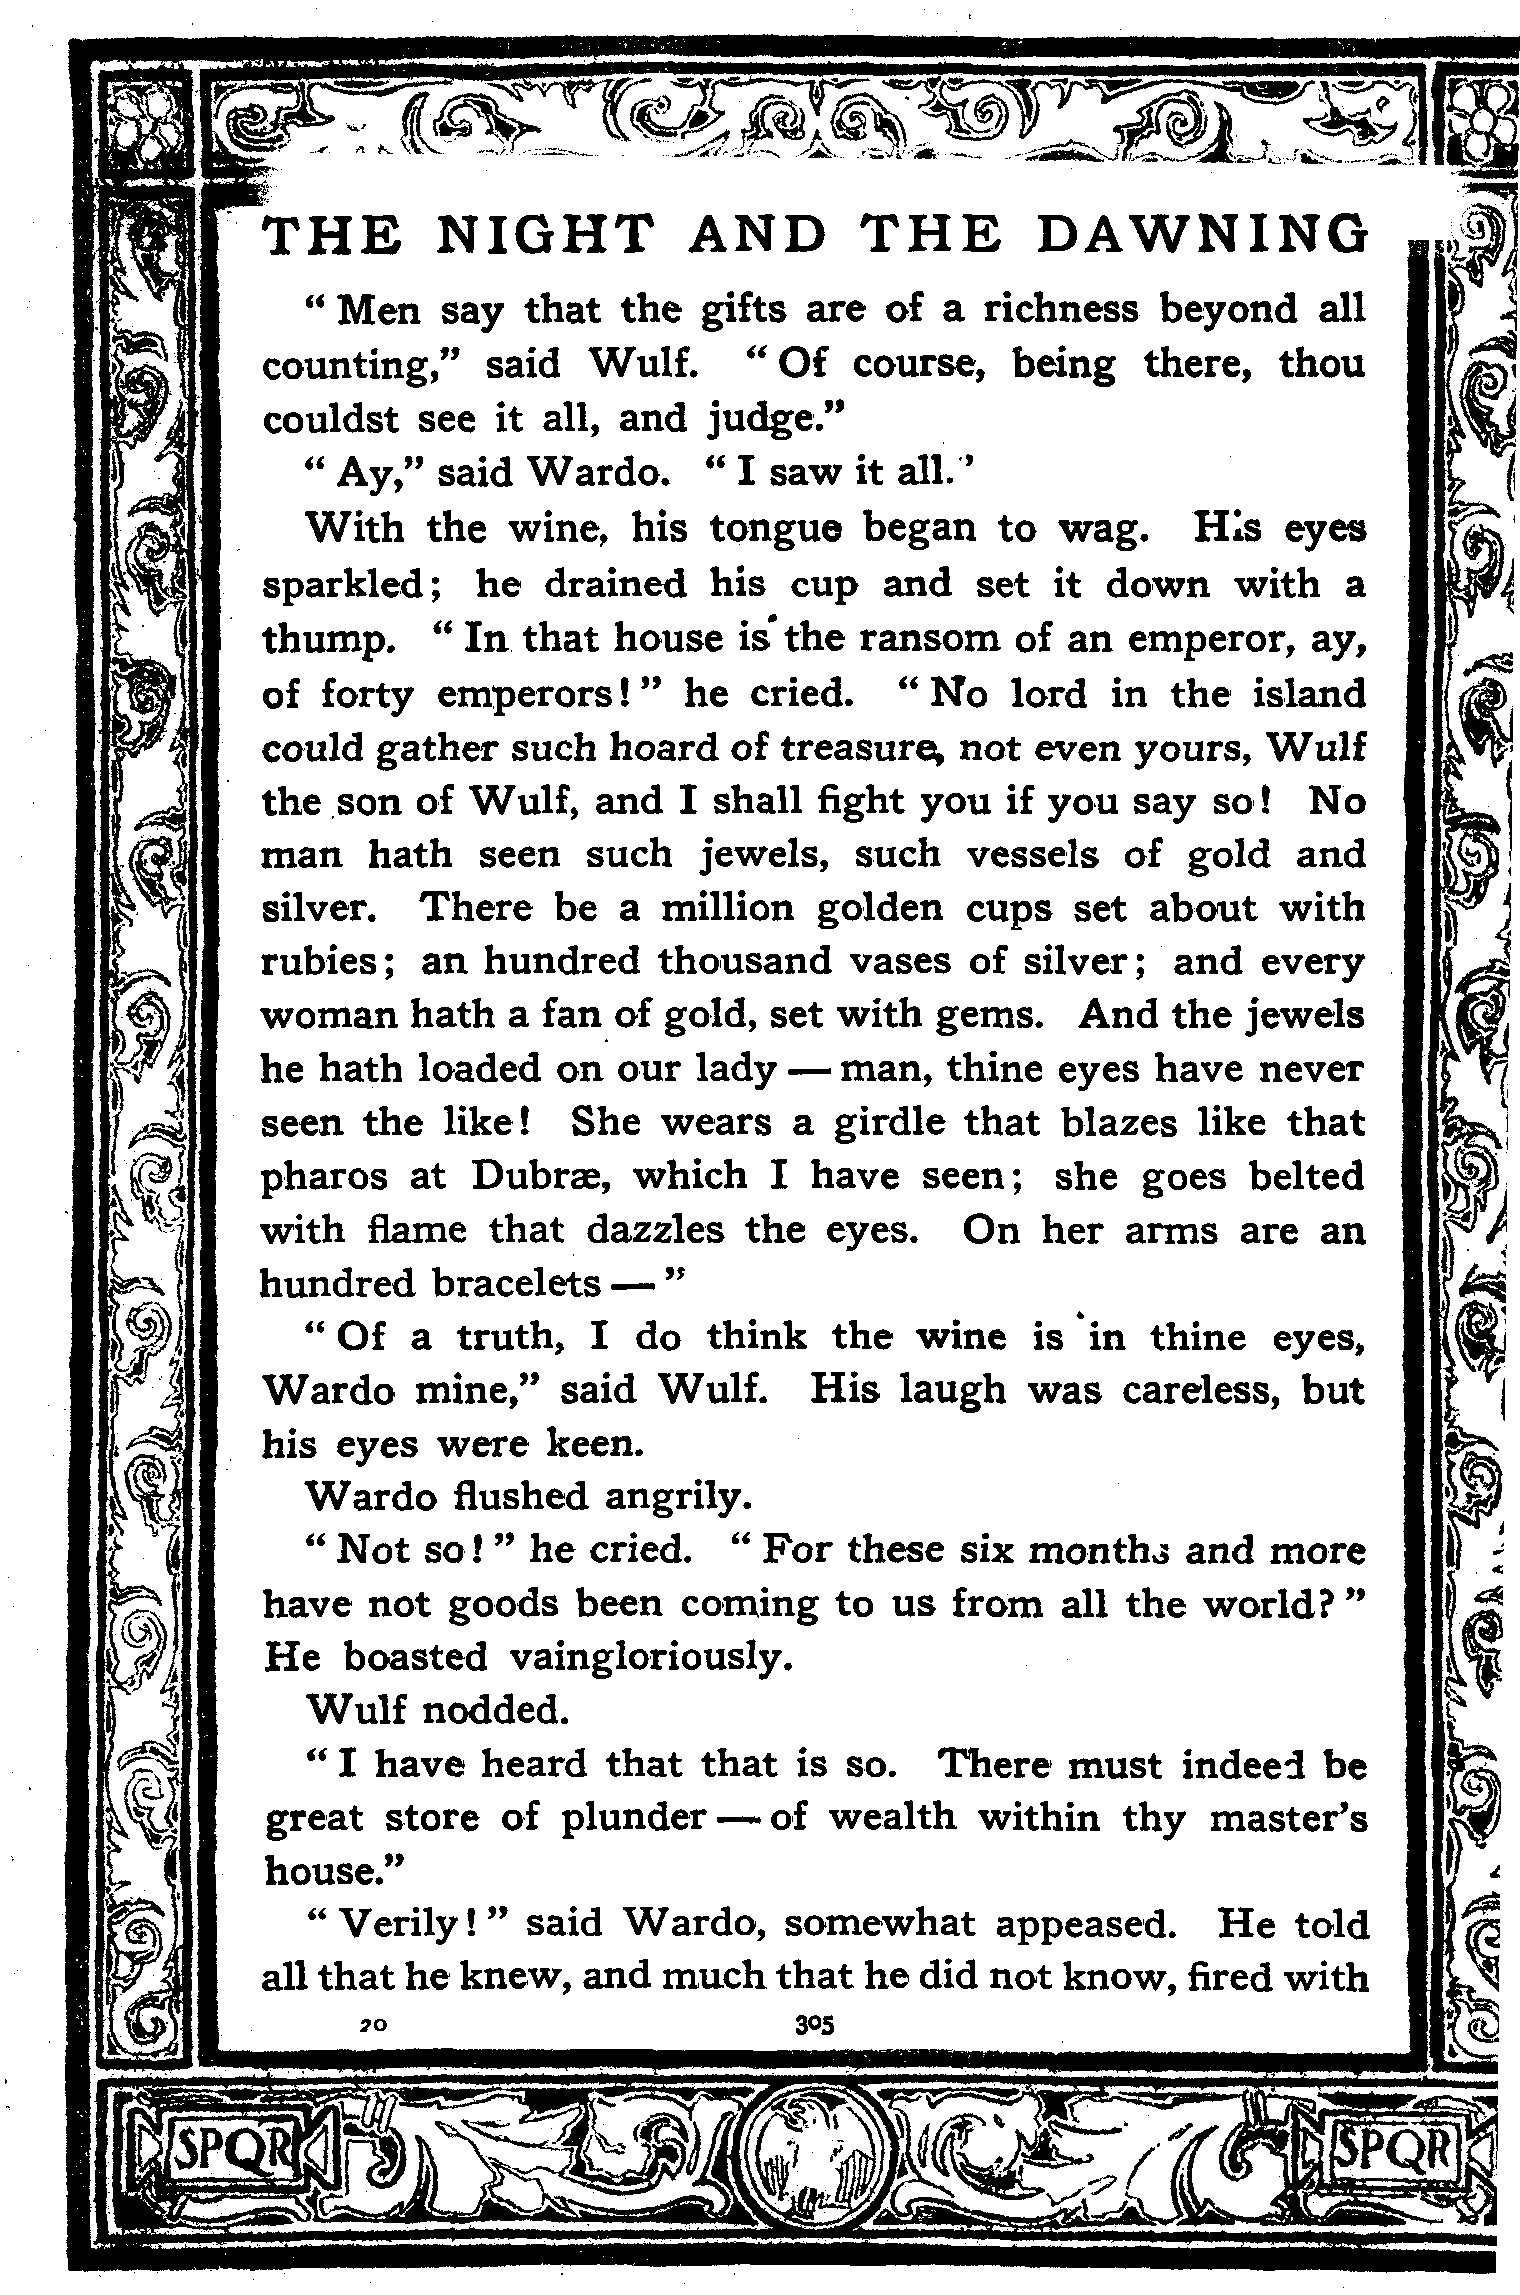 THE NIGHT AND THE DAWNING
“Men say that the gifts are of a richness beyond all
counting,” said Wulf. “Of course, being there, thou
couldst see it all, and judge.”
“Ay,” said Wardo. “I saw it all.”
With the wine, his tongue began to wag. His eyes
sparkled; he drained his cup and set it down with a
thump. “In that house is the ransom of an emperor, ay,
of forty emperors!” he cried. “No lord in the island
could gather such hoard of treasure, not even yours, Wulf
the son of Wulf, and I shall fight you if you say so! No
man hath seen such jewels, such vessels of gold and
silver. There be a million golden cups set about with
rubies; an hundred thousand vases of silver; and every
woman hath a fan of gold, set with gems. And the jewels
he hath loaded on our lady — man, thine eyes have never
seen the like! She wears a girdle that blazes like that
pharos at Dubræ, which I have seen; she goes belted
with flame that dazzles the eyes. On her arms are an
hundred bracelets — ”
“Of a truth, I do think the wine is in thine eyes,
Wardo mine,” said Wulf. His laugh was careless, but
his eyes were keen.
Wardo flushed angrily.
“Not so!” he cried. “For these six months and more
have not goods been coming to us from all the world?”
He boasted vaingloriously.
Wulf nodded.
“I have heard that that is so. There must indeed be
great store of plunder — of wealth within thy master’s
house.”
“Verily!” said Wardo, somewhat appeased. He told
all that he knew, and much that he did not know, fired with
20 305
SPQR SPQR